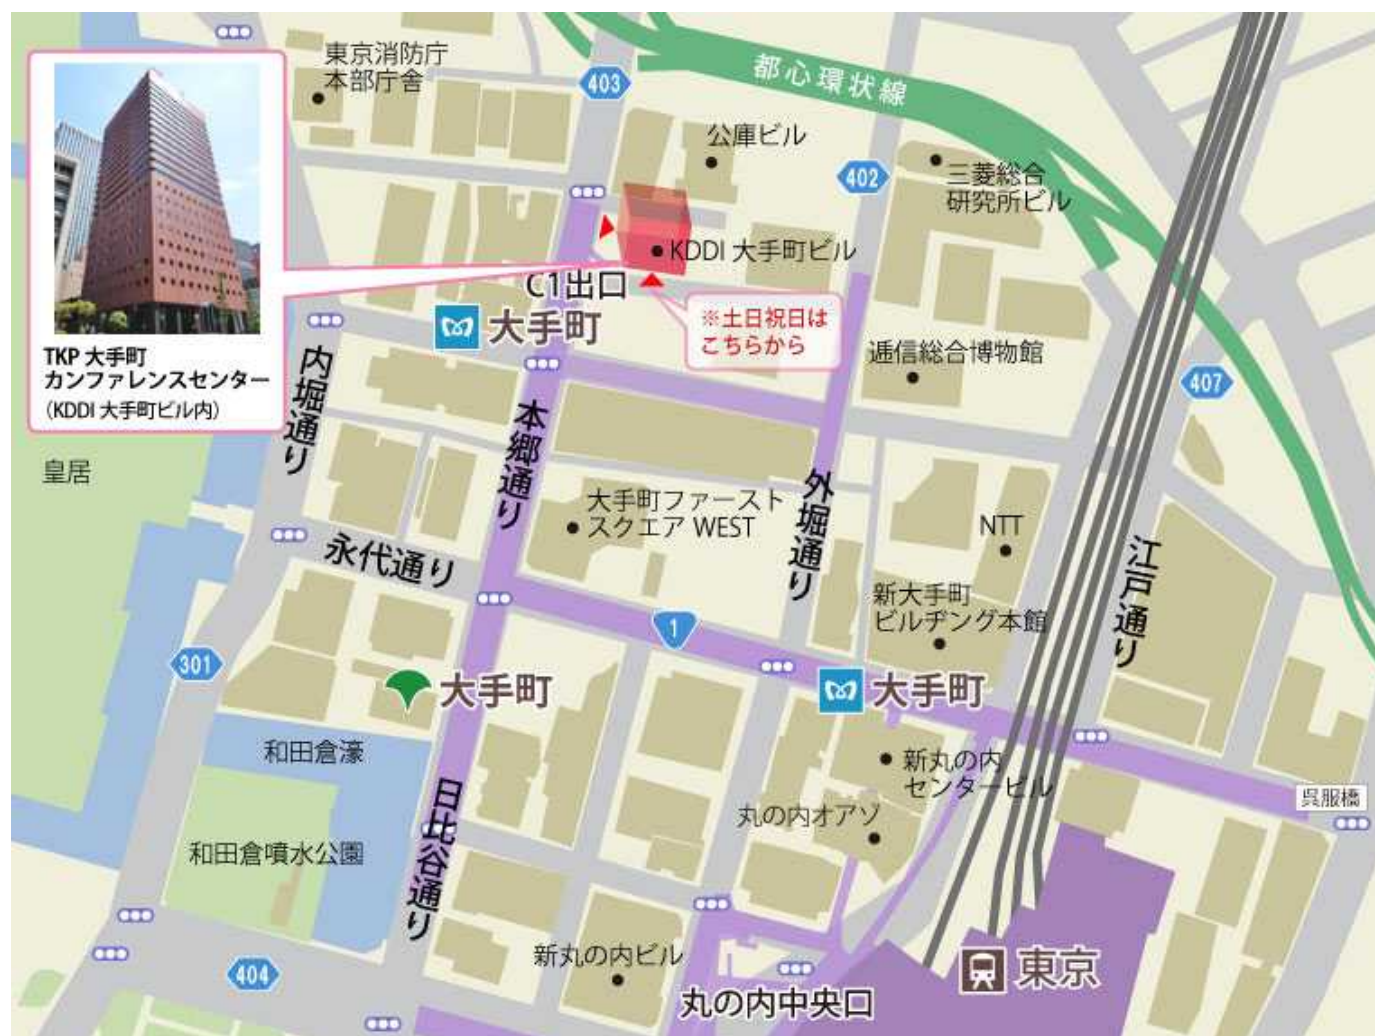 東京消防庁
本部庁舎
403
都心環状線
公庫ビル
402
三菱総合
研究所ビル
KDDI 大手町ビル
C1出口
大手町
※土日祝日は
こちらから
TKP 大手町
カンファレンスセンター
（KDDI 大手町ビル内）
逓信総合博物館
407
内堀通り
本郷通り
皇居
外堀通り
大手町ファースト
スクエア WEST
NTT
永代通り
江戸通り
新大手町
ビルヂング本館
1
301
大手町
大手町
和田倉濠
新丸の内
センタービル
呉服橋
丸の内オアゾ
日比谷通り
和田倉噴水公園
新丸の内ビル
404
東京
丸の内中央口